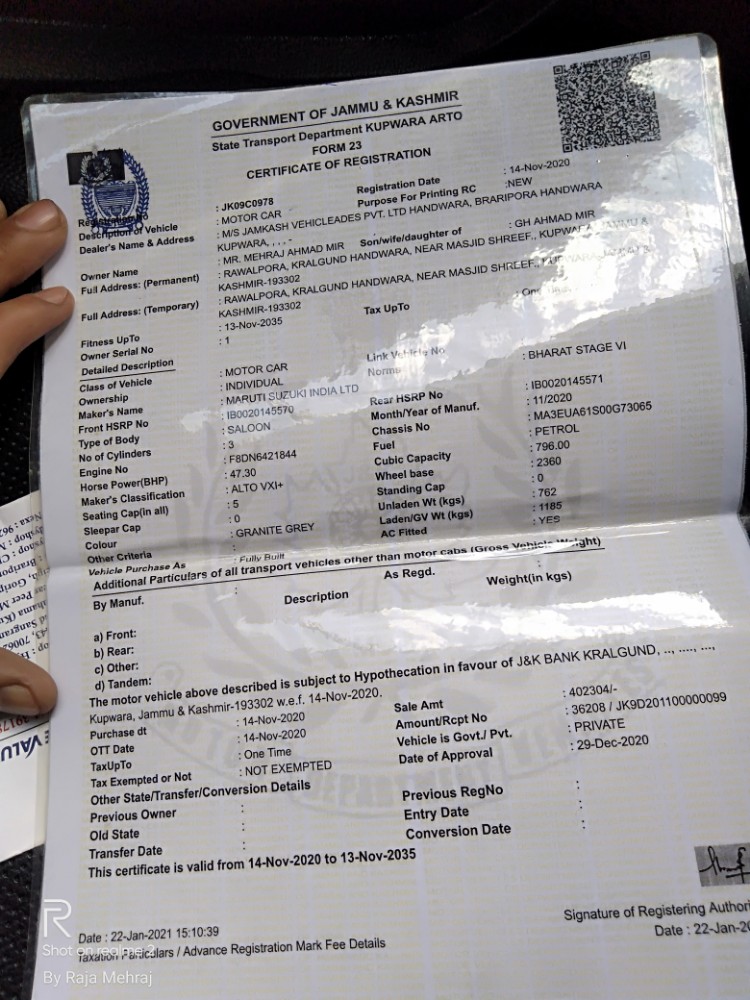 GOVERNMENT OF JAMMU & KASHMIR
State Transport Department KUPWARA ARTO
FORM 23
CERTIFICATE OF REGISTRATION
Registration No : JK09C0978 Registration Date : 14-Nov-2020
Description of Vehicle : MOTOR CAR Purpose For Printing RC :NEW
Dealer's Name & Address : M/S JAMKASH VEHICLEADES PVT. LTD HANDWARA, BRARIPORA HANDWARA
KUPWARA, , , , -
Owner Name : MR. MEHRAJ AHMAD MIR Son/wife/daughter of : GH AHMAD MIR
Full Address: (Permanent) : RAWALPORA, KRALGUND HANDWARA, NEAR MASJID SHREEF,, KUPWARA, JAMMU &
KASHMIR-193302
Full Address: (Temporary) : RAWALPORA, KRALGUND HANDWARA, NEAR MASJID SHREEF,, KUPWARA, JAMMU &
KASHMIR-193302
Fitness UpTo : 13-Nov-2035 Tax UpTo : One
Owner Serial No : 1
Detailed Description Link Vehicle No
Class of Vehicle : MOTOR CAR Norms : BHARAT STAGE VI
Ownership : INDIVIDUAL
Maker's Name : MARUTI SUZUKI INDIA LTD
Front HSRP No : IB0020145570 Rear HSRP No : IB0020145571
Type of Body : SALOON Month/Year of Manuf. : 11/2020
No of Cylinders : 3 Chassis No : MA3EUA61S00G73065
Engine No : F8DN6421844 Fuel : PETROL
Horse Power(BHP) : 47.30 Cubic Capacity : 796.00
Maker's Classification : ALTO VXI+ Wheel base : 2360
Seating Cap(in all) : 5 Standing Cap : 0
Sleepar Cap : 0 Unladen Wt (kgs) : 762
Colour : GRANITE GREY Laden/GV Wt (kgs) : 1185
Other Criteria : AC Fitted : YES
Vehicle Purchase As : Fully Built
Additional Particulars of all transport vehicles other than motor cabs (Gross Vehicle Weight)
By Manuf. : Description As Regd. : Weight(in kgs)
a) Front:
b) Rear:
c) Other:
d) Tandem:
The motor vehicle above described is subject to Hypothecation in favour of J&K BANK KRALGUND, .., ...., ...,
Kupwara, Jammu & Kashmir-193302 w.e.f. 14-Nov-2020.
Purchase dt : 14-Nov-2020 Sale Amt : 402304/-
OTT Date : 14-Nov-2020 Amount/Rcpt No : 36208 / JK9D201100000099
TaxUpTo : One Time Vehicle is Govt./ Pvt. : PRIVATE
Tax Exempted or Not : NOT EXEMPTED Date of Approval : 29-Dec-2020
Other State/Transfer/Conversion Details
Previous Owner : Previous RegNo :
Old State : Entry Date :
Transfer Date : Conversion Date :
This certificate is valid from 14-Nov-2020 to 13-Nov-2035
Signature of Registering Authori
Date : 22-Jan-20
Date : 22-Jan-2021 15:10:39
Taxation Particulars / Advance Registration Mark Fee Details
R
Shot on realme 2
By Raja Mehraj